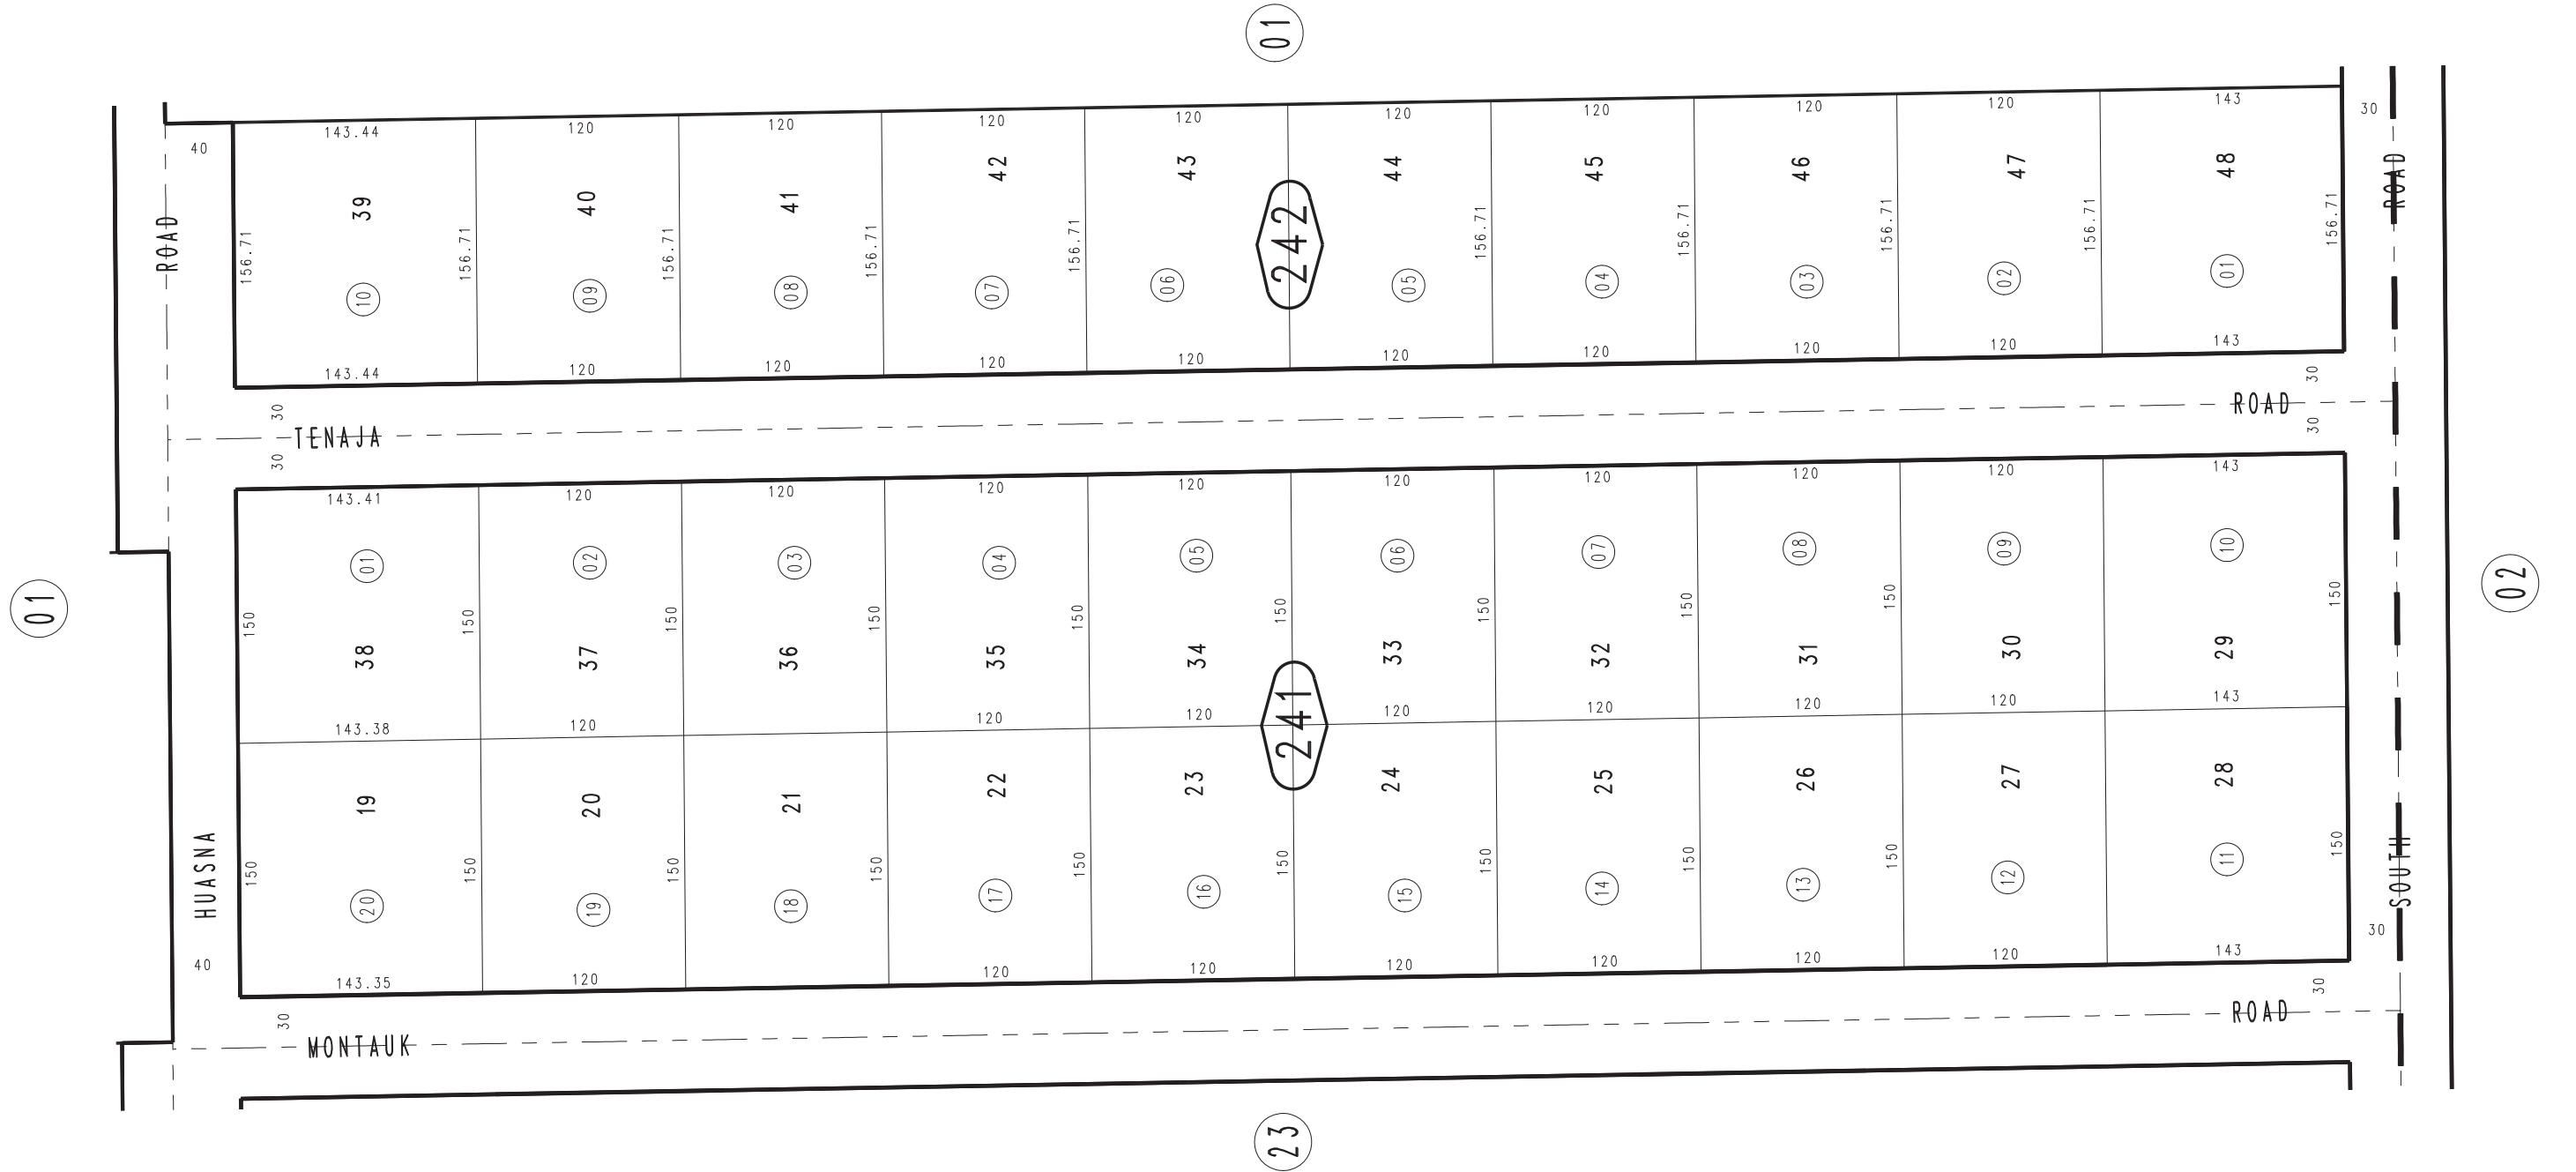 01
143.44 120 120 120 120 120 120 120 120 143 30
40
39 40 41 42 43 44 45 46 47 48
242
ROAD ROAD
156.71 156.71 156.71 156.71 156.71 156.71 156.71 156.71 156.71 156.71
10 09 08 07 06 05 04 03 02 01
143.44 120 120 120 120 120 120 120 120 143
30 30
TENAJA ROAD
30 30
143.41 120 120 120 120 120 120 120 120 143
01 02 03 04 05 06 07 08 09 10
01 02
150 150 150 150 150 150 150 150 150 150
38 37 36 35 34 33 32 31 30 29
143.38 120 120 120 120 120 120 120 143
241
19 20 21 22 23 24 25 26 27 28
HUASNA SOUTH
150 150 150 150 150 150 150 150 150 150
20 19 18 17 16 15 14 13 12 11
40 30
143.35 120 120 120 120 120 120 120 143
30 30
MONTAUK ROAD
23